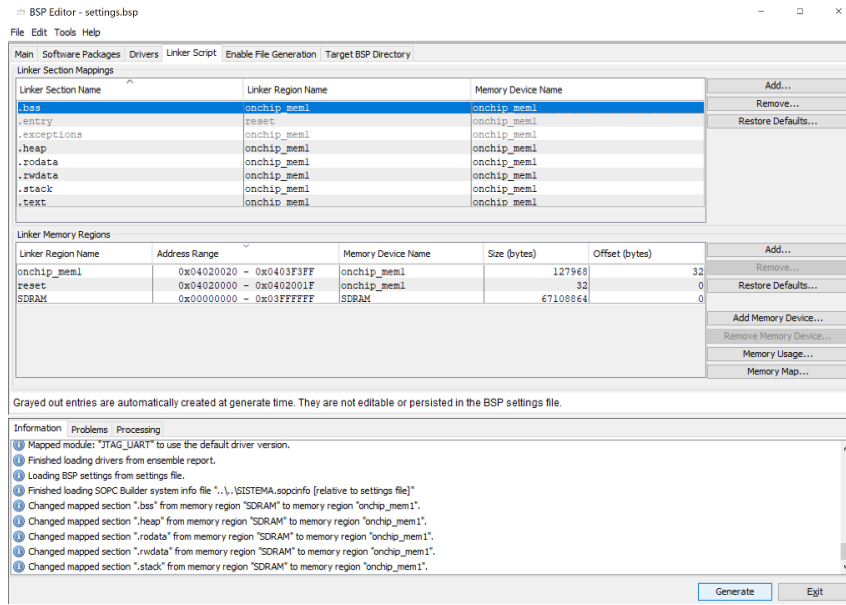 BSP Editor - settings.bsp
File Edit Tools Help
Main Software Packages Drivers Linker Script Enable File Generation Target BSP Directory
Linker Section Mappings
Linker Section Name Linker Region Name Memory Device Name
.bss onchip_mem1 onchip_mem1
.entry reset onchip_mem1
.exceptions onchip_mem1 onchip_mem1
.heap onchip_mem1 onchip_mem1
.rodata onchip_mem1 onchip_mem1
.rwdata onchip_mem1 onchip_mem1
.stack onchip_mem1 onchip_mem1
.text onchip_mem1 onchip_mem1
Add...
Remove...
Restore Defaults...
Linker Memory Regions
Linker Region Name Address Range Memory Device Name Size (bytes) Offset (bytes)
onchip_mem1 0x04020020 - 0x0403F3FF onchip_mem1 127968 32
reset 0x04020000 - 0x0402001F onchip_mem1 32 0
SDRAM 0x00000000 - 0x03FFFFFF SDRAM 67108864 0
Add...
Remove...
Restore Defaults...
Add Memory Device...
Remove Memory Device...
Memory Usage...
Memory Map...
Grayed out entries are automatically created at generate time. They are not editable or persisted in the BSP settings file.
Information Problems Processing
Mapped module: "JTAG_UART" to use the default driver version.
Finished loading drivers from ensemble report.
Loading BSP settings from settings file.
Finished loading SOPC Builder system info file "..\..\SISTEMA.sopcinfo [relative to settings file]"
Changed mapped section ".bss" from memory region "SDRAM" to memory region "onchip_mem1".
Changed mapped section ".heap" from memory region "SDRAM" to memory region "onchip_mem1".
Changed mapped section ".rodata" from memory region "SDRAM" to memory region "onchip_mem1".
Changed mapped section ".rwdata" from memory region "SDRAM" to memory region "onchip_mem1".
Changed mapped section ".stack" from memory region "SDRAM" to memory region "onchip_mem1".
Generate Exit